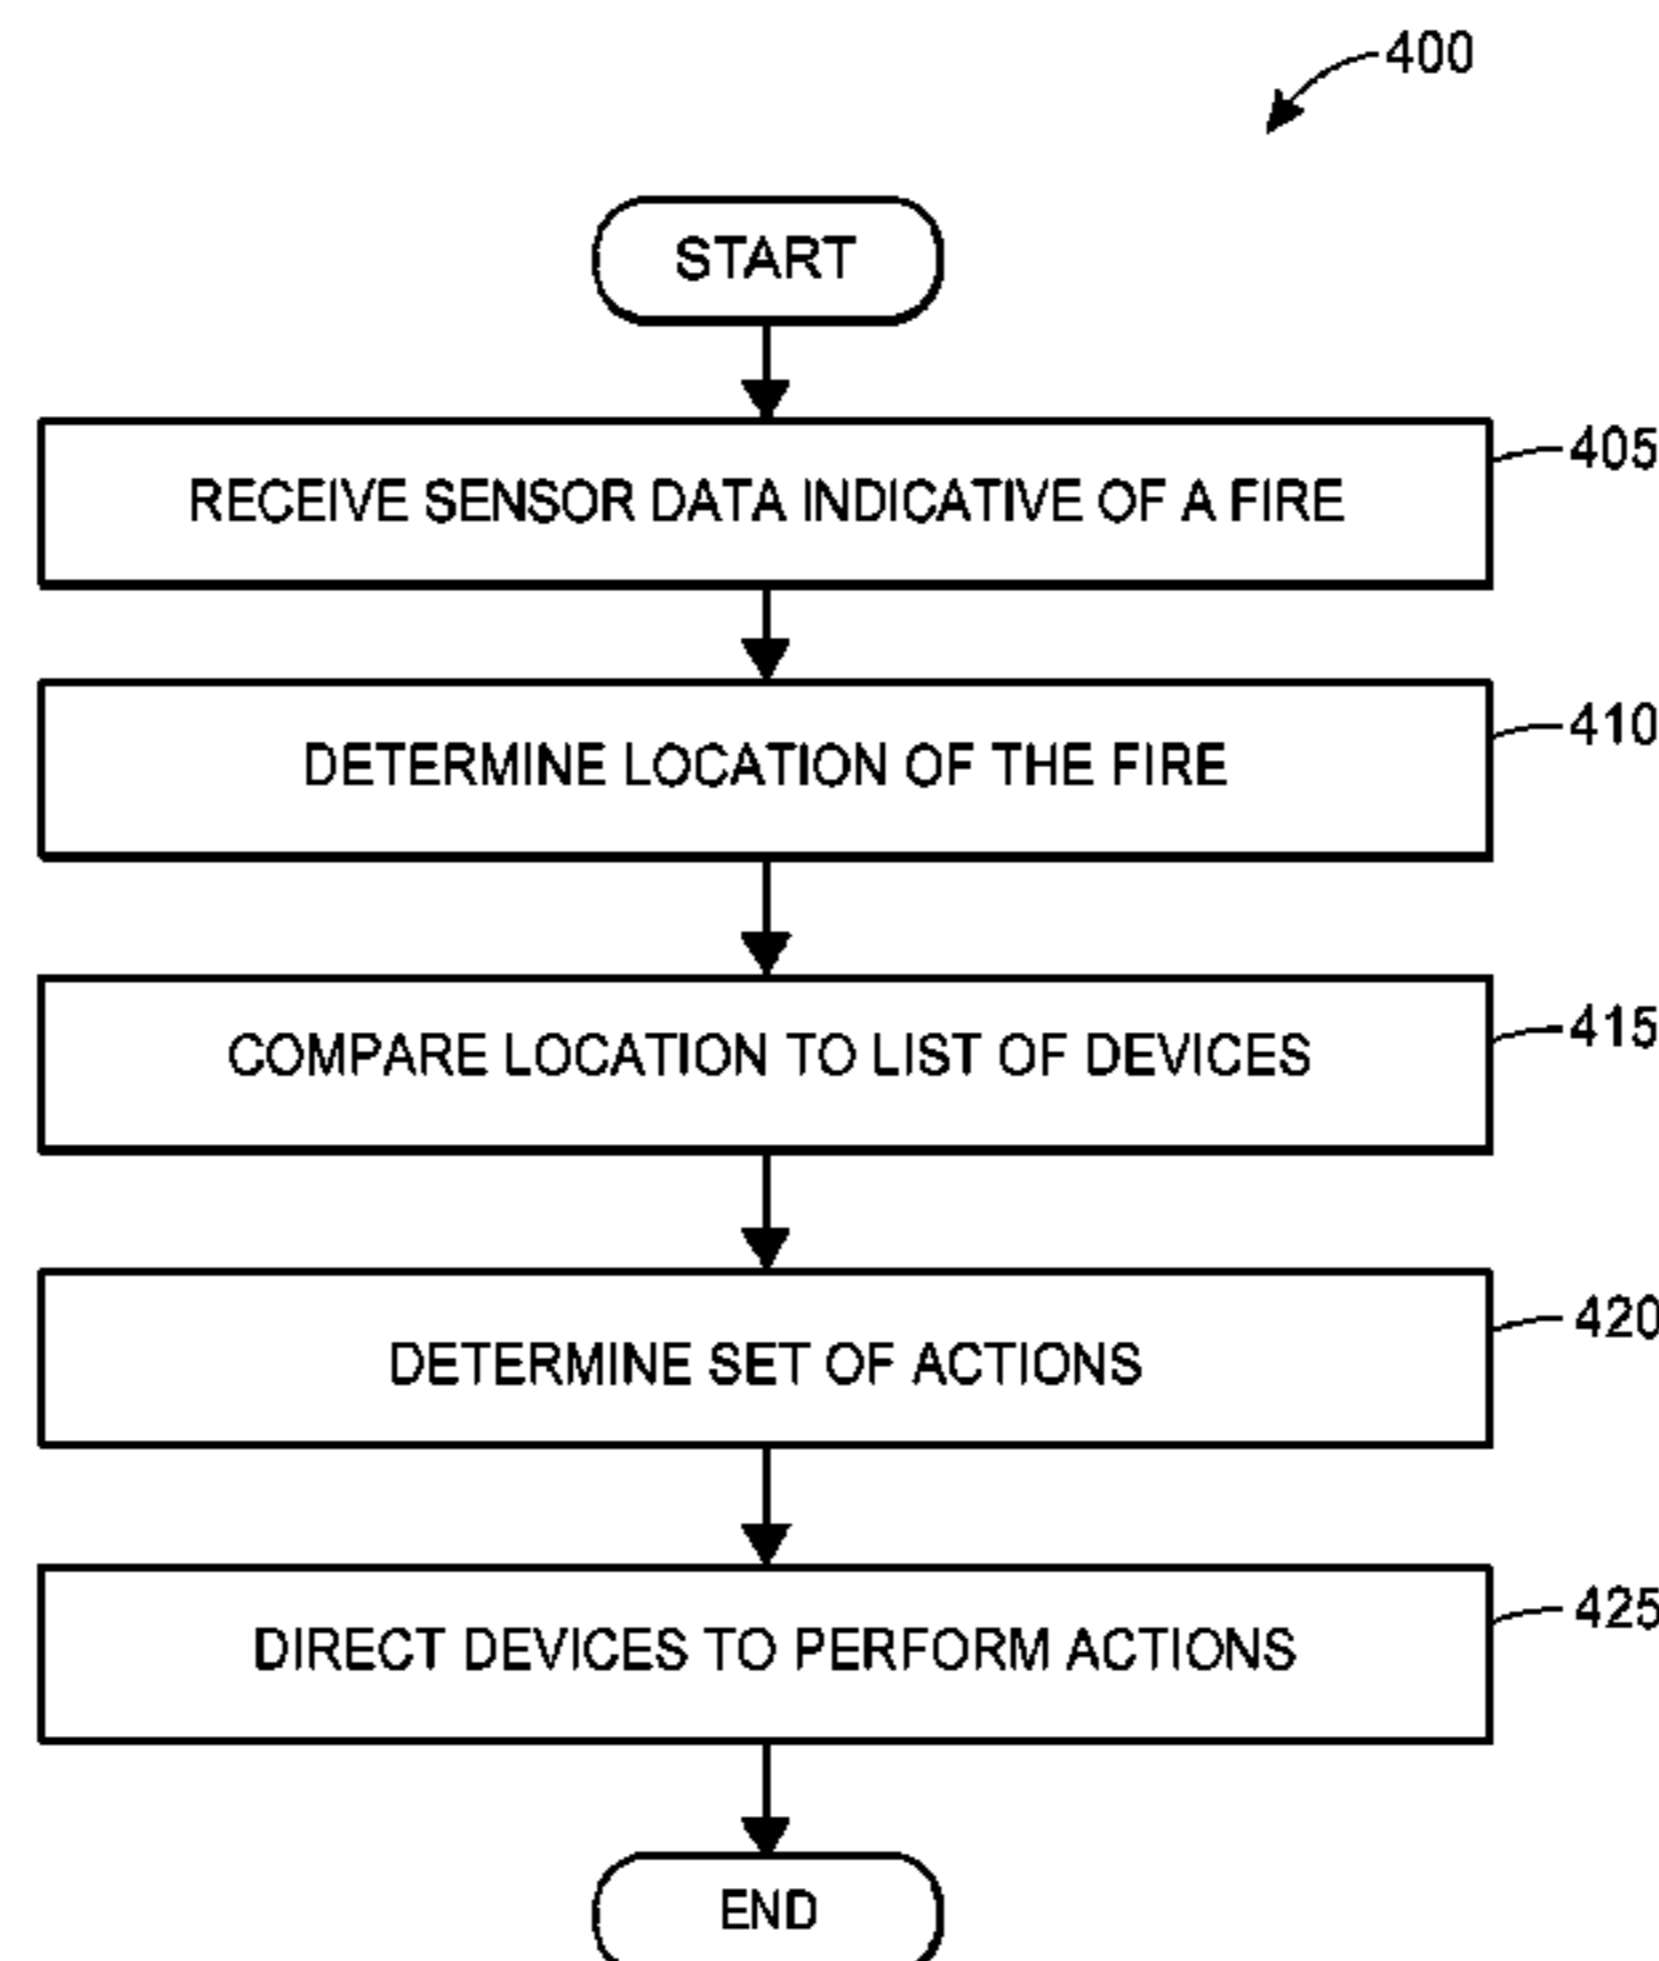 400
START
RECEIVE SENSOR DATA INDICATIVE OF A FIRE
405
DETERMINE LOCATION OF THE FIRE
410
COMPARE LOCATION TO LIST OF DEVICES
415
DETERMINE SET OF ACTIONS
420
DIRECT DEVICES TO PERFORM ACTIONS
425
END